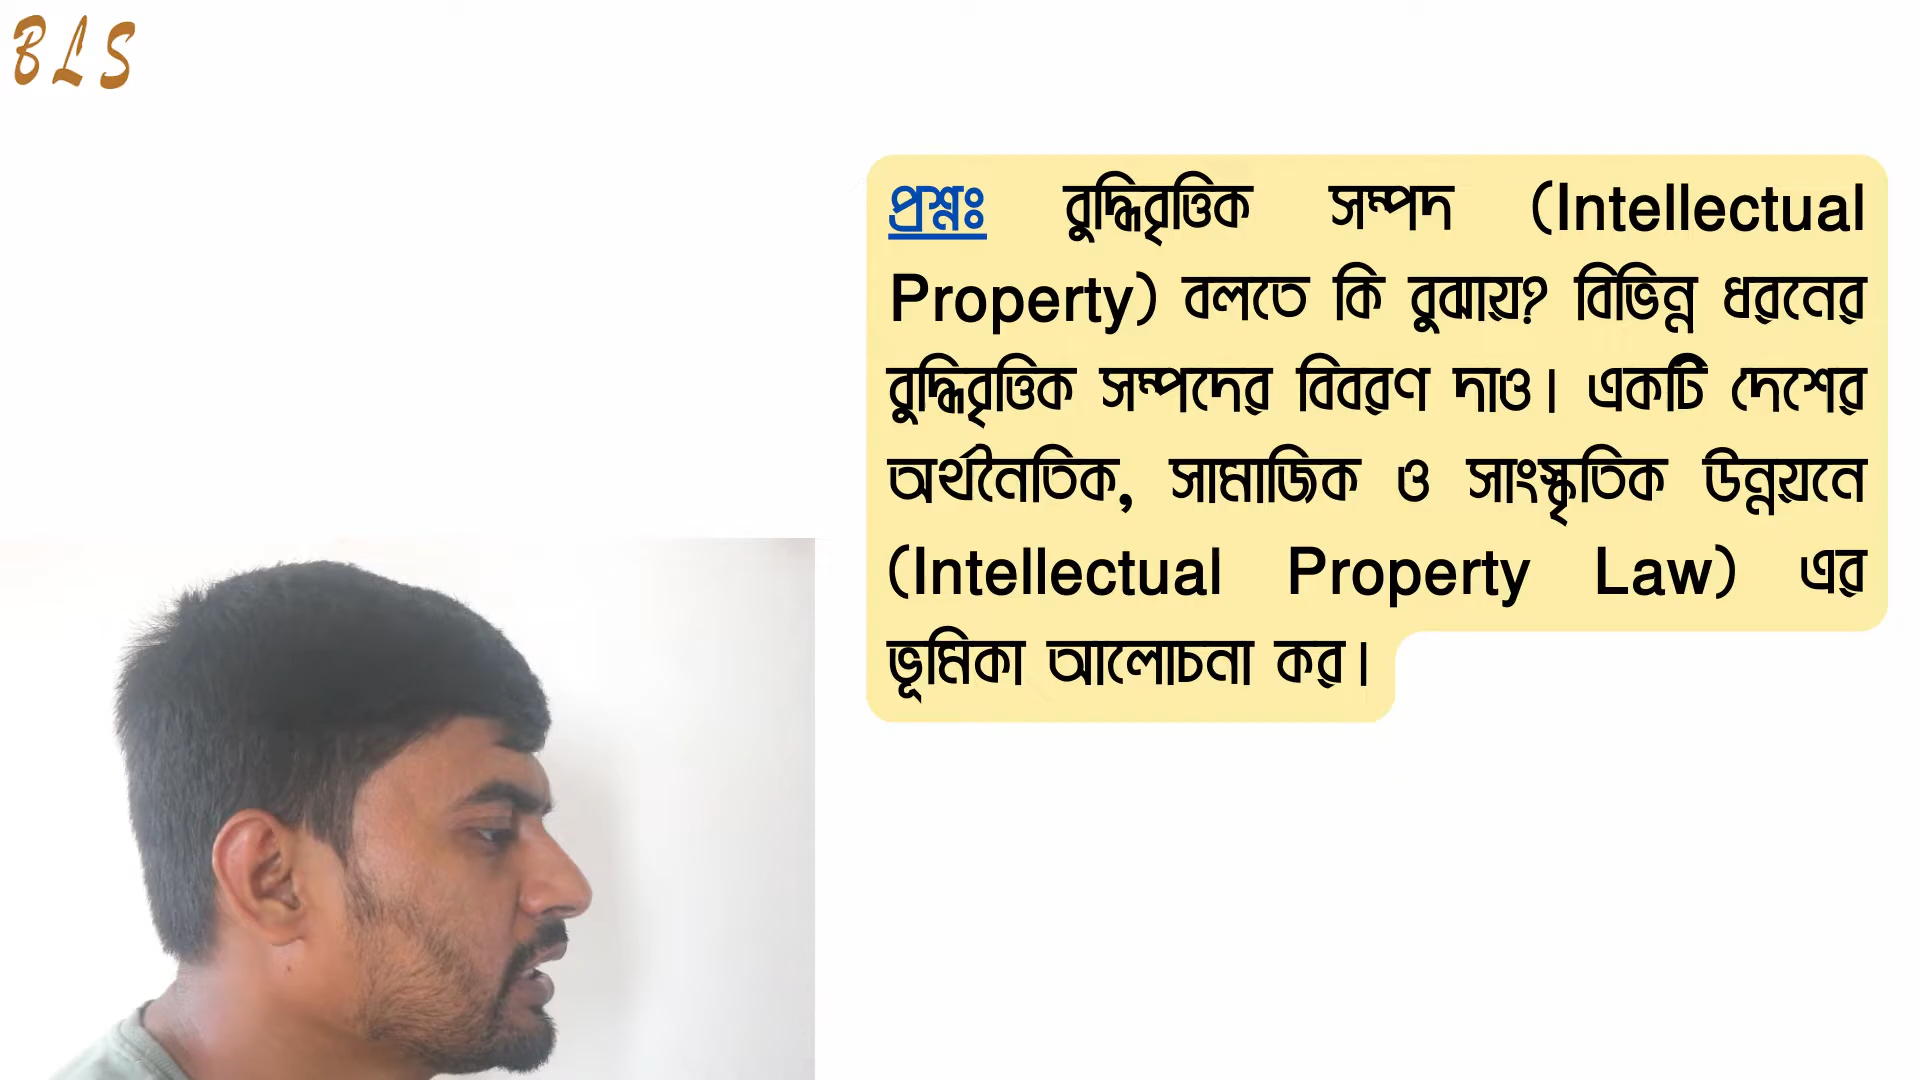 BLS
প্রশ্নঃ বুদ্ধিবৃত্তিক সম্পদ (Intellectual
Property) বলতে কি বুঝায়? বিভিন্ন ধরনের
বুদ্ধিবৃত্তিক সম্পদের বিবরণ দাও। একটি দেশের
অর্থনৈতিক, সামাজিক ও সাংস্কৃতিক উন্নয়নে
(Intellectual Property Law) এর
ভূমিকা আলোচনা কর।